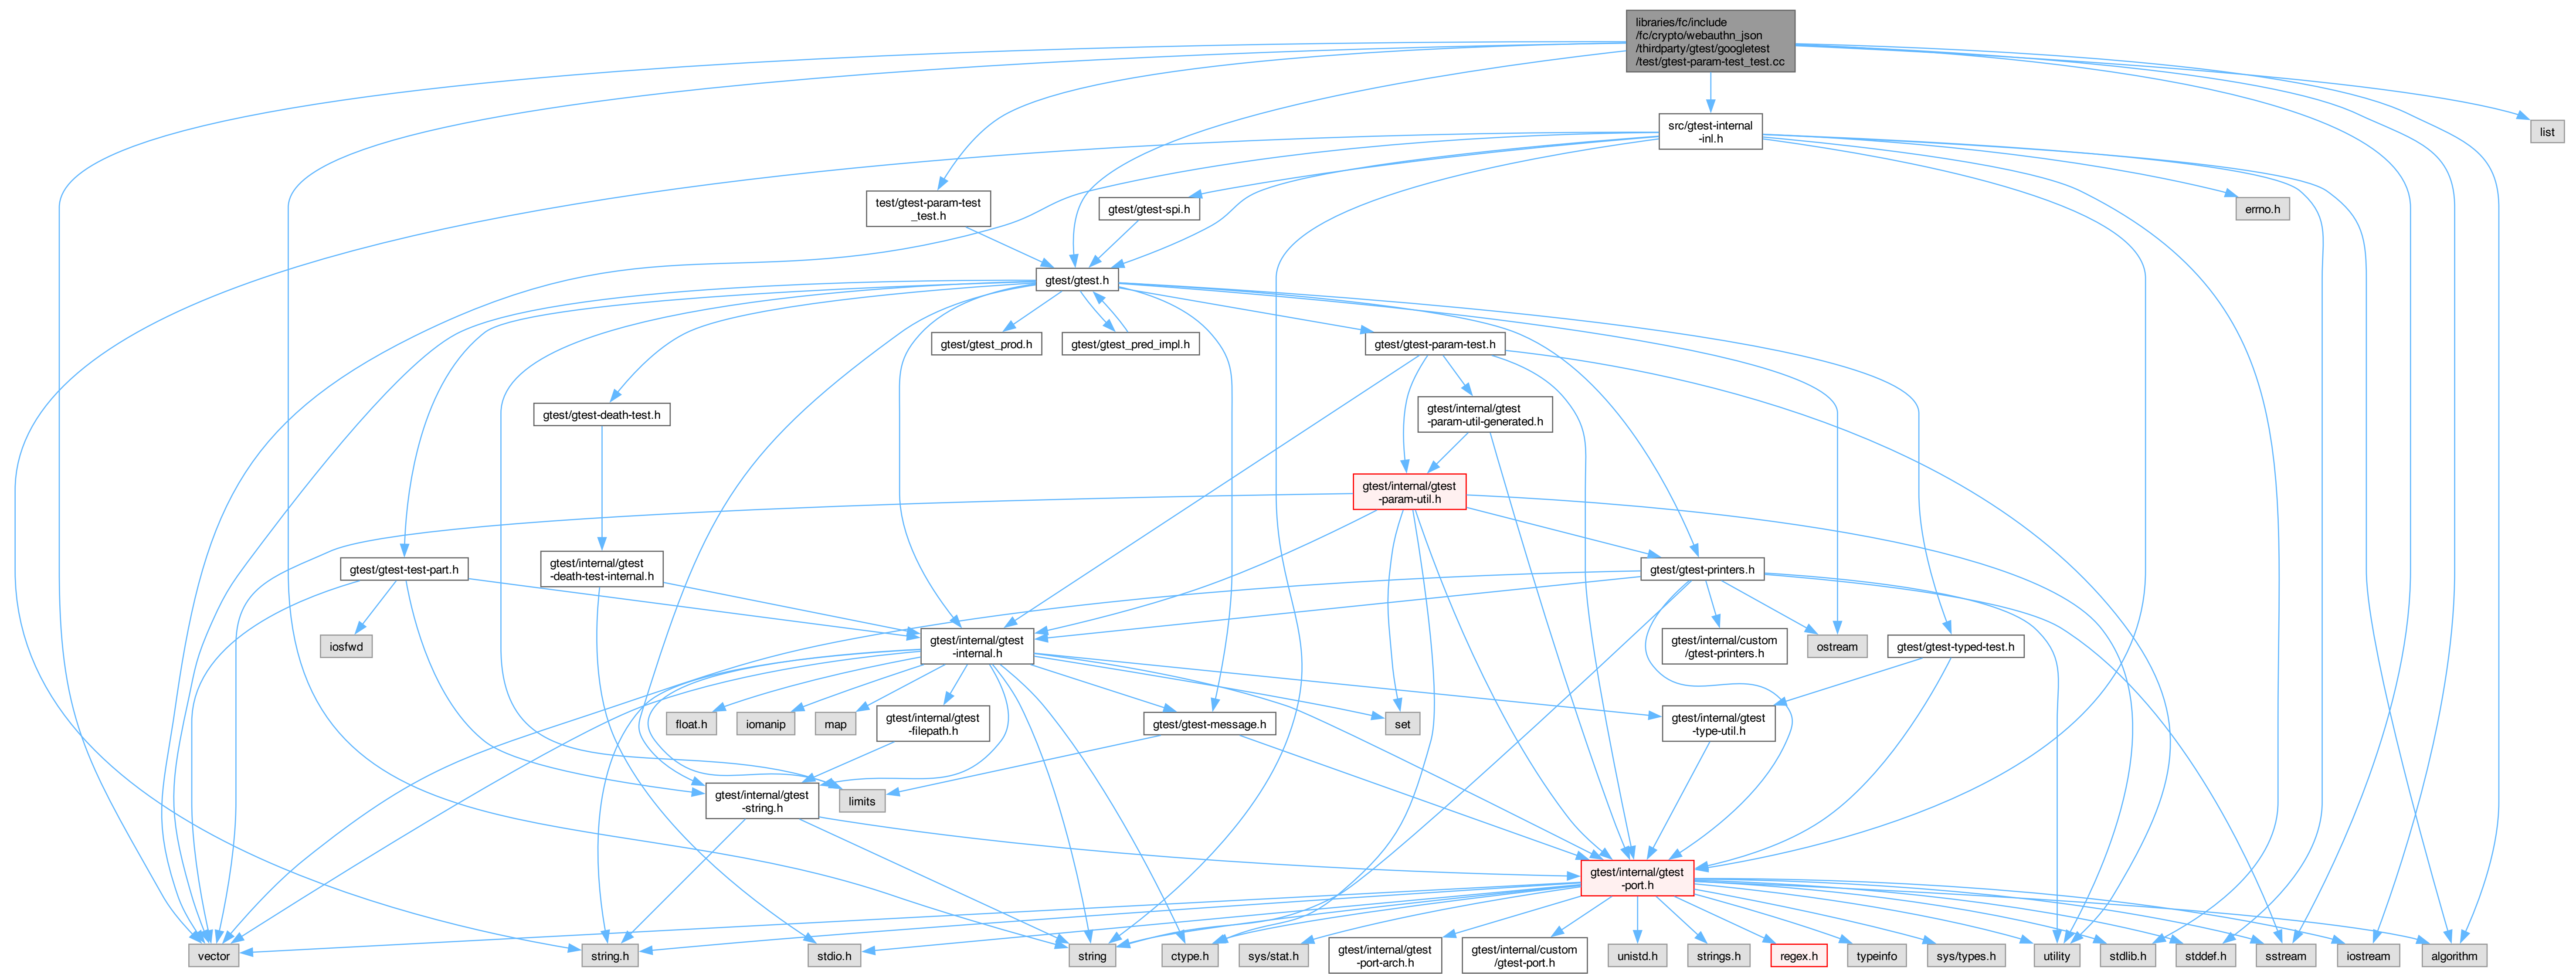 libraries/fc/include
/fc/crypto/webauthn_json
/thirdparty/gtest/googletest
/test/gtest-param-test_test.cc
src/gtest-internal
-inl.h
list
test/gtest-param-test
_test.h
gtest/gtest-spi.h
errno.h
gtest/gtest.h
gtest/gtest_prod.h
gtest/gtest_pred_impl.h
gtest/gtest-param-test.h
gtest/gtest-death-test.h
gtest/internal/gtest
-param-util-generated.h
gtest/internal/gtest
-param-util.h
gtest/gtest-test-part.h
gtest/internal/gtest
-death-test-internal.h
gtest/gtest-printers.h
iosfwd
gtest/internal/gtest
-internal.h
gtest/internal/custom
/gtest-printers.h
ostream
gtest/gtest-typed-test.h
float.h
iomanip
map
gtest/internal/gtest
-filepath.h
gtest/gtest-message.h
set
gtest/internal/gtest
-type-util.h
gtest/internal/gtest
-string.h
limits
gtest/internal/gtest
-port.h
vector
string.h
stdio.h
string
ctype.h
sys/stat.h
gtest/internal/gtest
-port-arch.h
gtest/internal/custom
/gtest-port.h
unistd.h
strings.h
regex.h
typeinfo
sys/types.h
utility
stdlib.h
stddef.h
sstream
iostream
algorithm